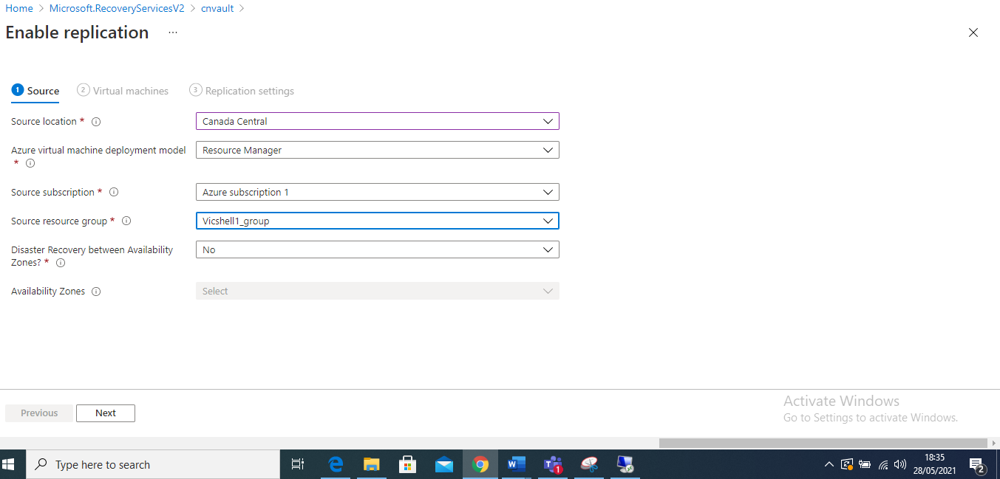 Home > Microsoft.RecoveryServicesV2 > cnvault >
Enable replication ...
1 Source 2 Virtual machines 3 Replication settings
Source location * Canada Central
Azure virtual machine deployment model * Resource Manager
Source subscription * Azure subscription 1
Source resource group * Vicshell1_group
Disaster Recovery between Availability
Zones? * No
Availability Zones Select
Previous Next
Activate Windows
Go to Settings to activate Windows.
Type here to search
1
18:35
28/05/2021
2